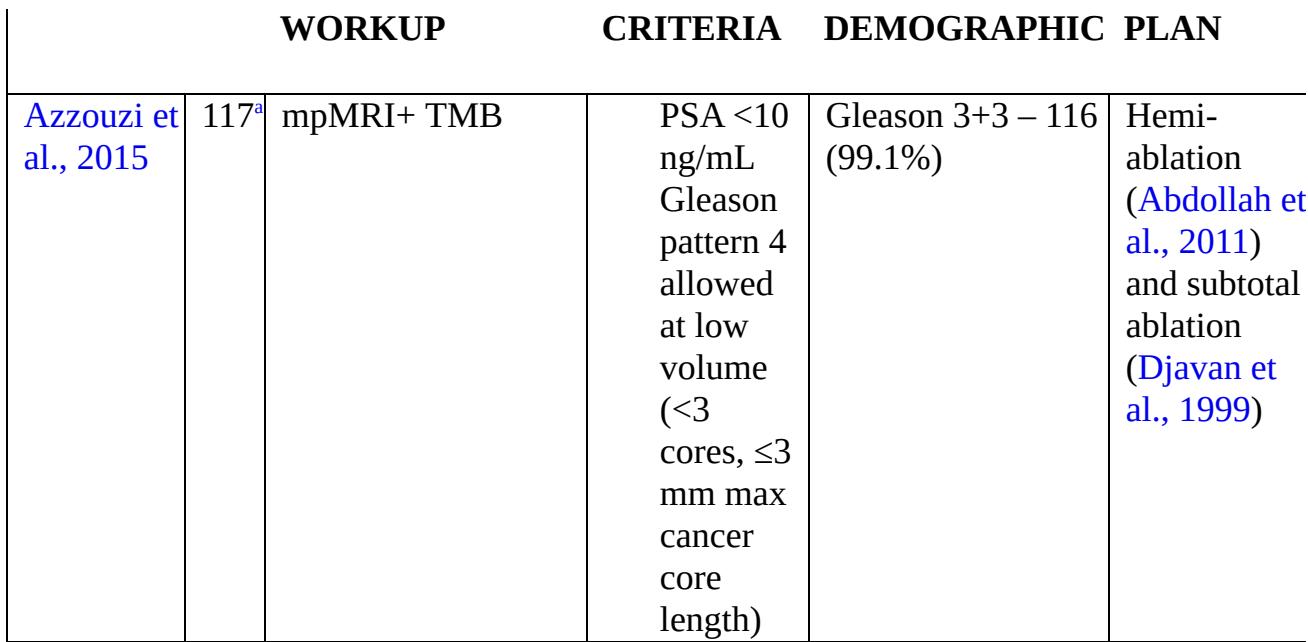 WORKUP CRITERIA DEMOGRAPHIC PLAN
Azzouzi et al., 2015
117a
mpMRI+ TMB
PSA <10
ng/mL
Gleason
pattern 4
allowed
at low
volume
(<3
cores, ≤3
mm max
cancer
core
length)
Gleason 3+3 – 116
(99.1%)
Hemi-
ablation
(Abdollah et
al., 2011)
and subtotal
ablation
(Djavan et
al., 1999)